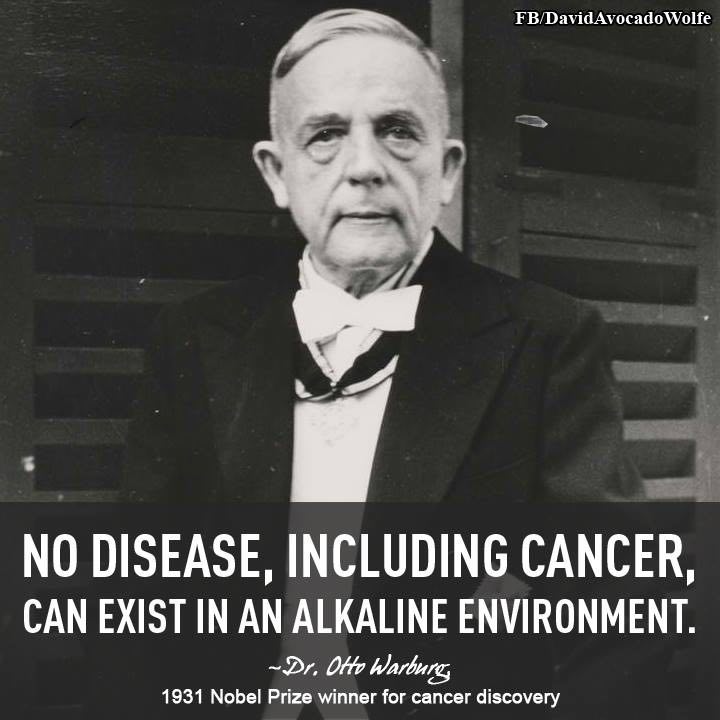 FB/DavidAvocadoWolfe
NO DISEASE, INCLUDING CANCER,
CAN EXIST IN AN ALKALINE ENVIRONMENT.
~Dr. Otto Warburg,
1931 Nobel Prize winner for cancer discovery